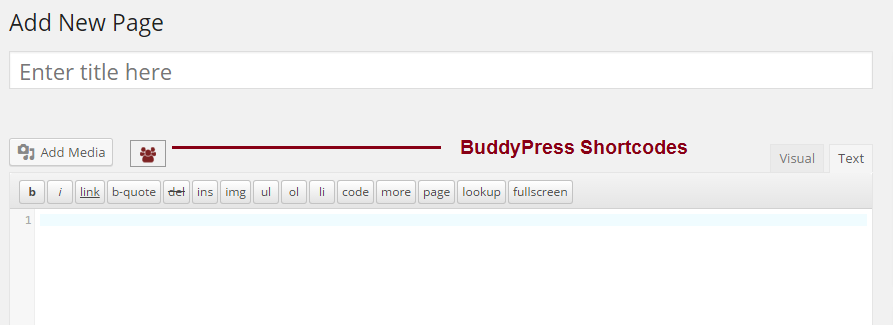 Add New Page
Enter title here
Add Media
BuddyPress Shortcodes
Visual
Text
b i link b-quote del ins img ul ol li code more page lookup fullscreen
1